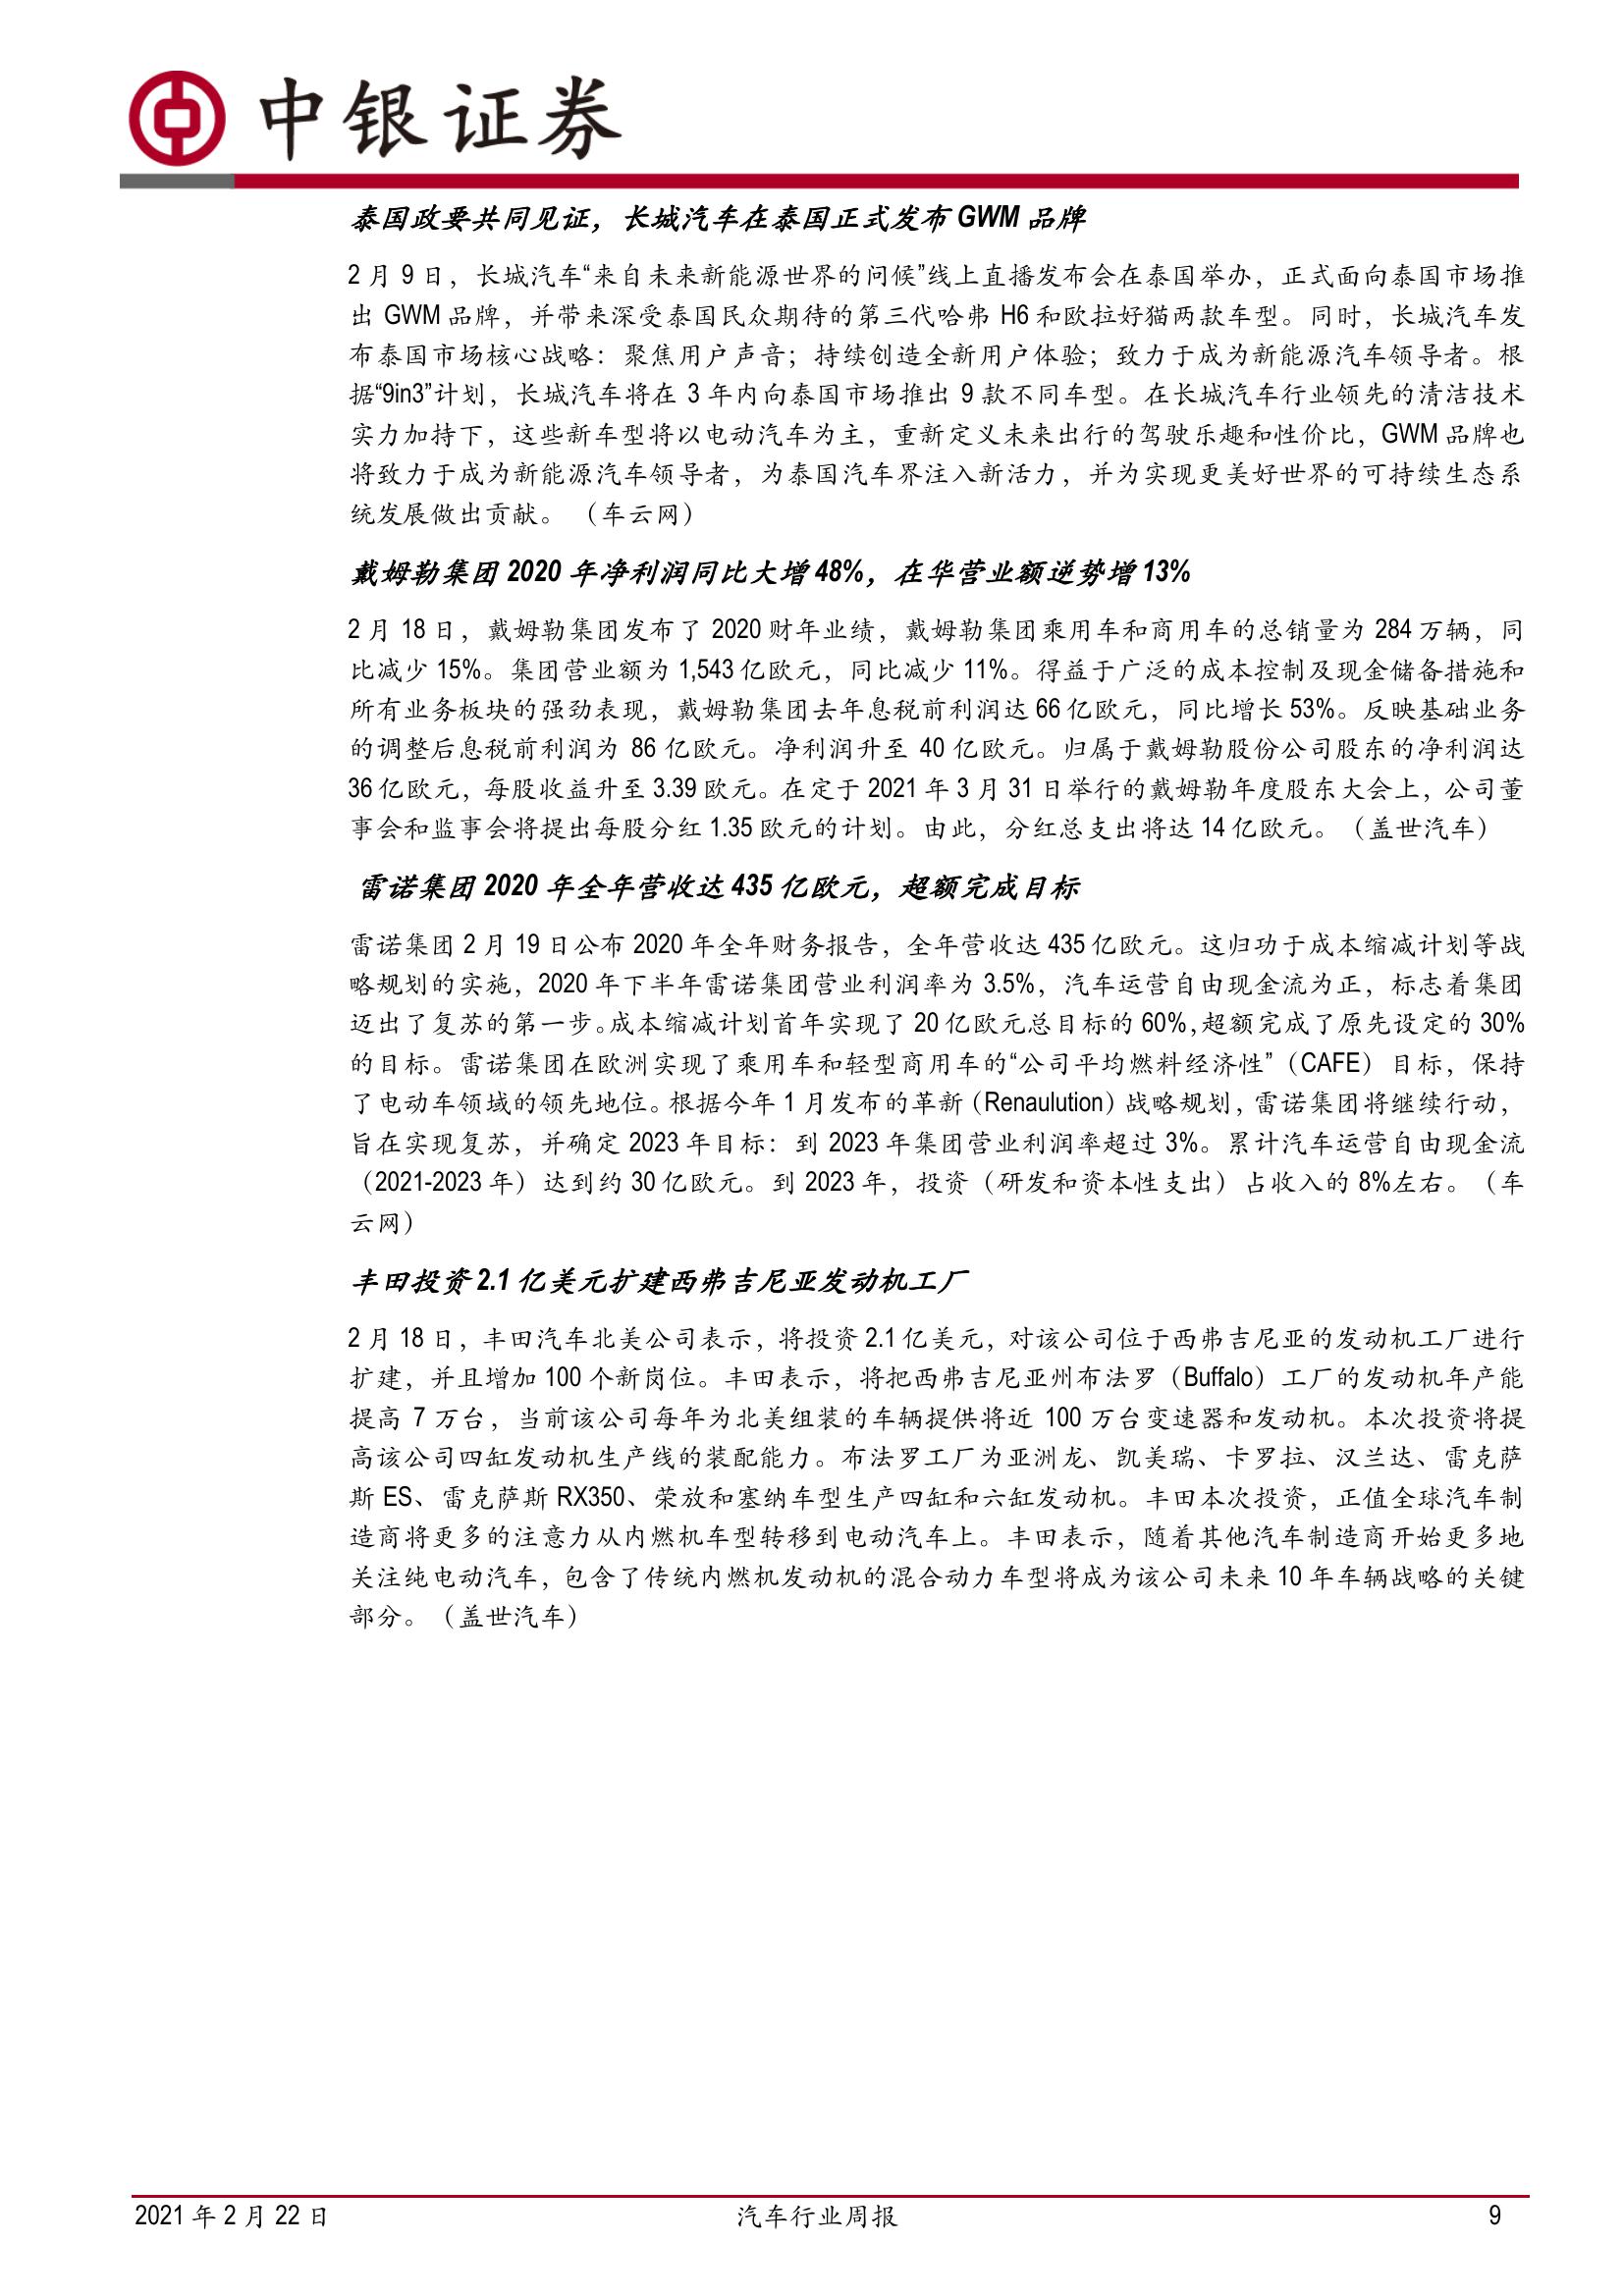 中银证券
泰国政要共同见证，长城汽车在泰国正式发布 GWM 品牌
2 月 9 日，长城汽车“来自未来新能源世界的问候”线上直播发布会在泰国举办，正式面向泰国市场推
出 GWM 品牌，并带来深受泰国民众期待的第三代哈弗 H6 和欧拉好猫两款车型。同时，长城汽车发
布泰国市场核心战略：聚焦用户声音；持续创造全新用户体验；致力于成为新能源汽车领导者。根
据“9in3”计划，长城汽车将在 3 年内向泰国市场推出 9 款不同车型。在长城汽车行业领先的清洁技术
实力加持下，这些新车型将以电动汽车为主，重新定义未来出行的驾驶乐趣和性价比，GWM 品牌也
将致力于成为新能源汽车领导者，为泰国汽车界注入新活力，并为实现更美好世界的可持续生态系
统发展做出贡献。 （车云网）
戴姆勒集团 2020 年净利润同比大增 48%，在华营业额逆势增 13%
2 月 18 日，戴姆勒集团发布了 2020 财年业绩，戴姆勒集团乘用车和商用车的总销量为 284 万辆，同
比减少 15%。集团营业额为 1,543 亿欧元，同比减少 11%。得益于广泛的成本控制及现金储备措施和
所有业务板块的强劲表现，戴姆勒集团去年息税前利润达 66 亿欧元，同比增长 53%。反映基础业务
的调整后息税前利润为 86 亿欧元。净利润升至 40 亿欧元。归属于戴姆勒股份公司股东的净利润达
36 亿欧元，每股收益升至 3.39 欧元。在定于 2021 年 3 月 31 日举行的戴姆勒年度股东大会上，公司董
事会和监事会将提出每股分红 1.35 欧元的计划。由此，分红总支出将达 14 亿欧元。（盖世汽车）
雷诺集团 2020 年全年营收达 435 亿欧元，超额完成目标
雷诺集团 2 月 19 日公布 2020 年全年财务报告，全年营收达 435 亿欧元。这归功于成本缩减计划等战
略规划的实施，2020 年下半年雷诺集团营业利润率为 3.5%，汽车运营自由现金流为正，标志着集团
迈出了复苏的第一步。成本缩减计划首年实现了 20 亿欧元总目标的 60%，超额完成了原先设定的 30%
的目标。雷诺集团在欧洲实现了乘用车和轻型商用车的“公司平均燃料经济性”（CAFE）目标，保持
了电动车领域的领先地位。根据今年 1 月发布的革新（Renaulution）战略规划，雷诺集团将继续行动，
旨在实现复苏，并确定 2023 年目标：到 2023 年集团营业利润率超过 3%。累计汽车运营自由现金流
（2021-2023 年）达到约 30 亿欧元。到 2023 年，投资（研发和资本性支出）占收入的 8%左右。（车
云网）
丰田投资 2.1 亿美元扩建西弗吉尼亚发动机工厂
2 月 18 日，丰田汽车北美公司表示，将投资 2.1 亿美元，对该公司位于西弗吉尼亚的发动机工厂进行
扩建，并且增加 100 个新岗位。丰田表示，将把西弗吉尼亚州布法罗（Buffalo）工厂的发动机年产能
提高 7 万台，当前该公司每年为北美组装的车辆提供将近 100 万台变速器和发动机。本次投资将提
高该公司四缸发动机生产线的装配能力。布法罗工厂为亚洲龙、凯美瑞、卡罗拉、汉兰达、雷克萨
斯 ES、雷克萨斯 RX350、荣放和塞纳车型生产四缸和六缸发动机。丰田本次投资，正值全球汽车制
造商将更多的注意力从内燃机车型转移到电动汽车上。丰田表示，随着其他汽车制造商开始更多地
关注纯电动汽车，包含了传统内燃机发动机的混合动力车型将成为该公司未来 10 年车辆战略的关键
部分。（盖世汽车）
2021 年 2 月 22 日 汽车行业周报 9